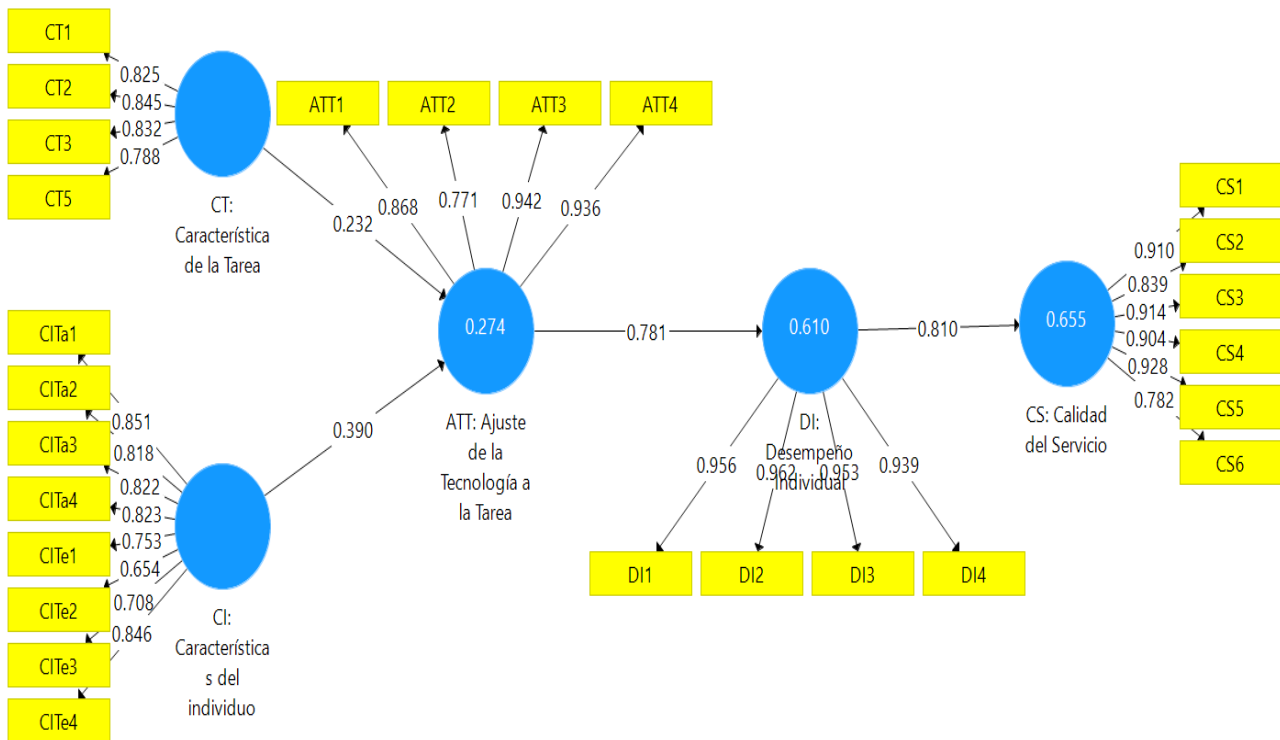 CT1
CT2
CT3
CT5
0.825
0.845
0.832
0.788
CT:
Característica
de la Tarea
ATT1
ATT2
ATT3
ATT4
0.868
0.771
0.942
0.936
0.232
0.274
ATT: Ajuste
de la
Tecnología a
la Tarea
CITa1
CITa2
CITa3
CITa4
CITe1
CITe2
CITe3
CITe4
0.851
0.818
0.822
0.823
0.753
0.654
0.708
0.846
CI:
Característica
s del
individuo
0.390
0.781
0.610
DI:
Desempeño
Individual
0.956
0.962
0.953
0.939
DI1
DI2
DI3
DI4
0.810
0.655
CS: Calidad
del Servicio
0.910
0.839
0.914
0.904
0.928
0.782
CS1
CS2
CS3
CS4
CS5
CS6